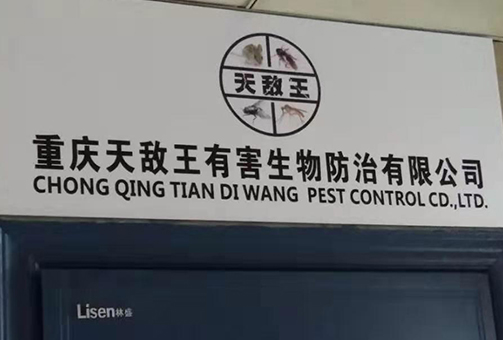 天敌王
重庆天敌王有害生物防治有限公司
CHONG QING TIAN DI WANG PEST CONTROL CD.,LTD.
Lisen林盛